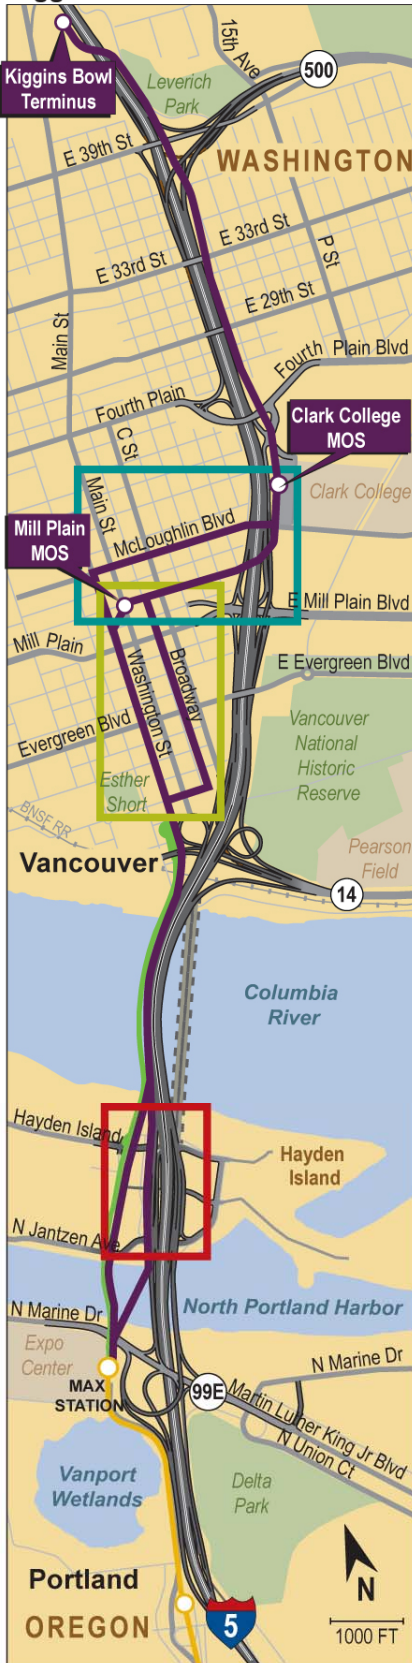 15th Ave
500
Kiggins Bowl
Terminus
Leverich
Park
E 39th St
WASHINGTON
E 33rd St
E 33rd St
P St
E 29th St
Main St
Fourth Plain Blvd
Fourth Plain
C St
Clark College
MOS
Main St
Clark College
Mill Plain
MOS
McLoughlin Blvd
E Mill Plain Blvd
Mill Plain
Washington St
Broadway
E Evergreen Blvd
Evergreen Blvd
Vancouver
National
Historic
Reserve
Esther
Short
BNSF RR
Pearson
Field
Vancouver
14
Columbia
River
Hayden Island
Hayden
Island
N Jantzen Ave
North Portland Harbor
N Marine Dr
Expo
Center
N Marine Dr
MAX
STATION
99E
Martin Luther King Jr Blvd
N Union Ct
Vanport
Wetlands
Delta
Park
Portland
N
OREGON
5
1000 FT